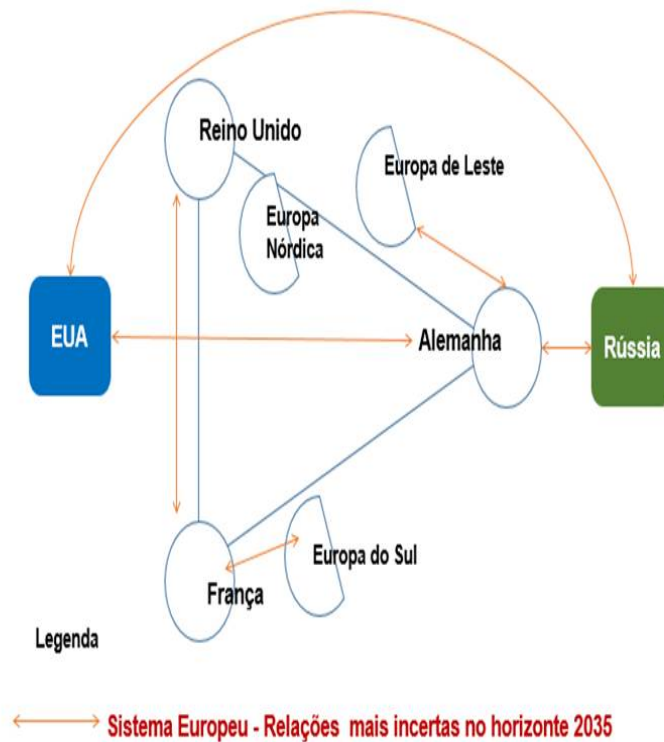 Reino Unido
Europa de Leste
Europa
Nórdica
EUA
Alemanha
Rússia
Europa do Sul
França
Legenda
Sistema Europeu - Relações mais incertas no horizonte 2035